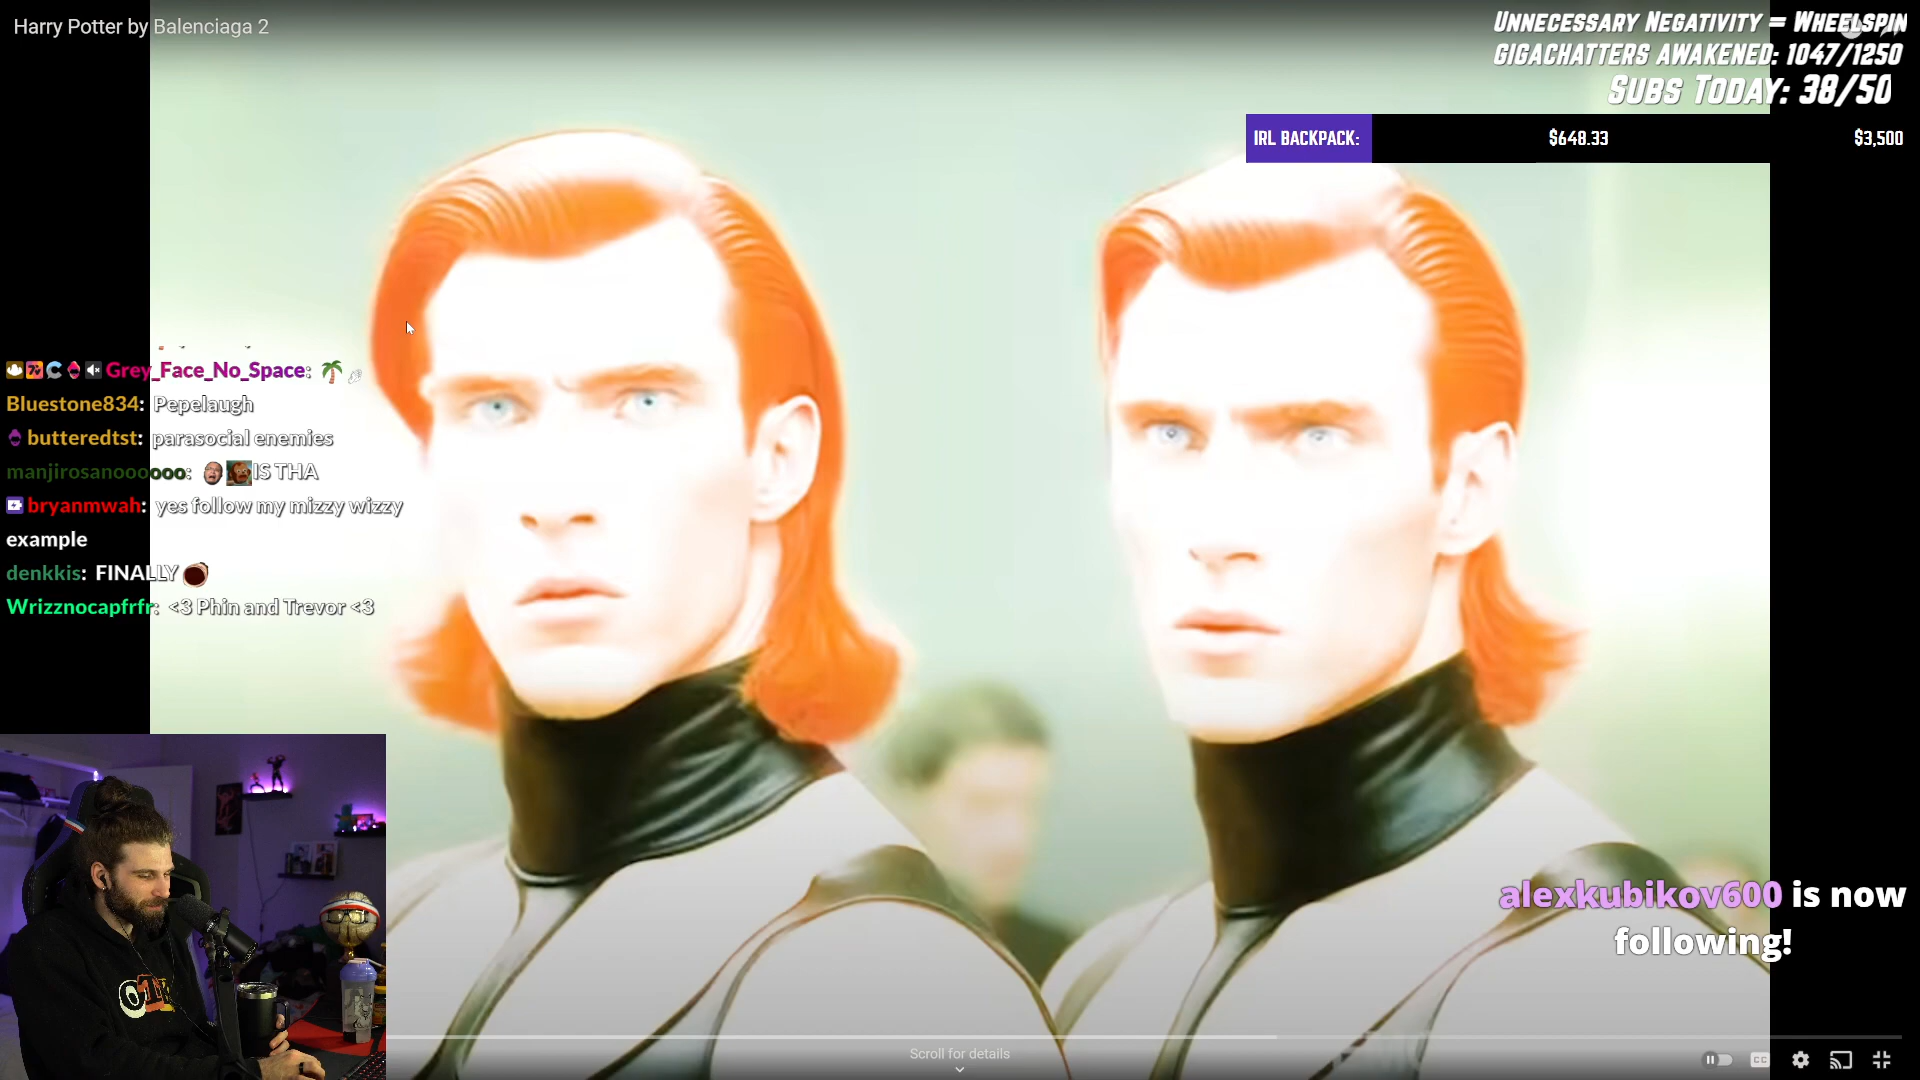 Harry Potter by Balenciaga 2
UNNECESSARY NEGATIVITY = WHEELSPIN
GIGACHATTERS AWAKENED: 1047/1250
SUBS TODAY: 38/50
IRL BACKPACK: $648.33 $3,500
Grey_Face_No_Space:
Bluestone834: Pepelaugh
butteredtst: parasocial enemies
manjirosanoooooo: IS THA
bryanmwah: yes follow my mizzy wizzy
example
denkkis: FINALLY
Wrizznocapfrfr: <3 Phin and Trevor <3
alexkubikov600 is now
following!
Scroll for details